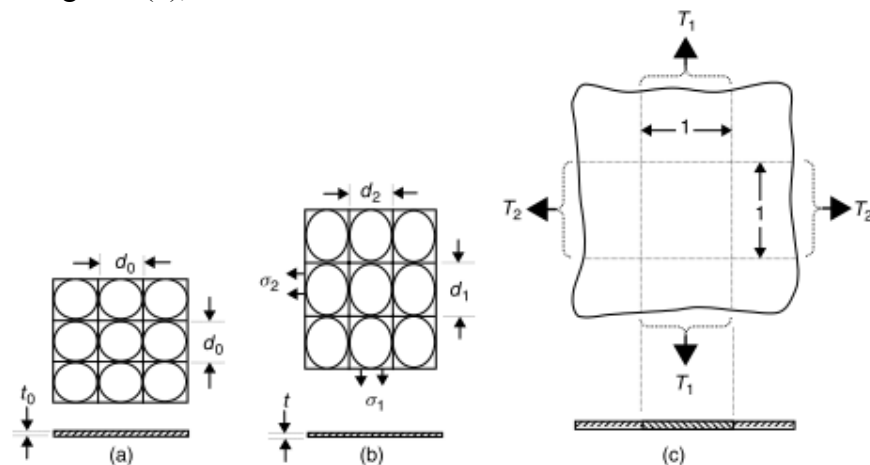 T₁
1
T₂
1
T₂
T₁
(c)
d₂
σ₂
d₁
σ₁
t
(b)
d₀
d₀
t₀
(a)